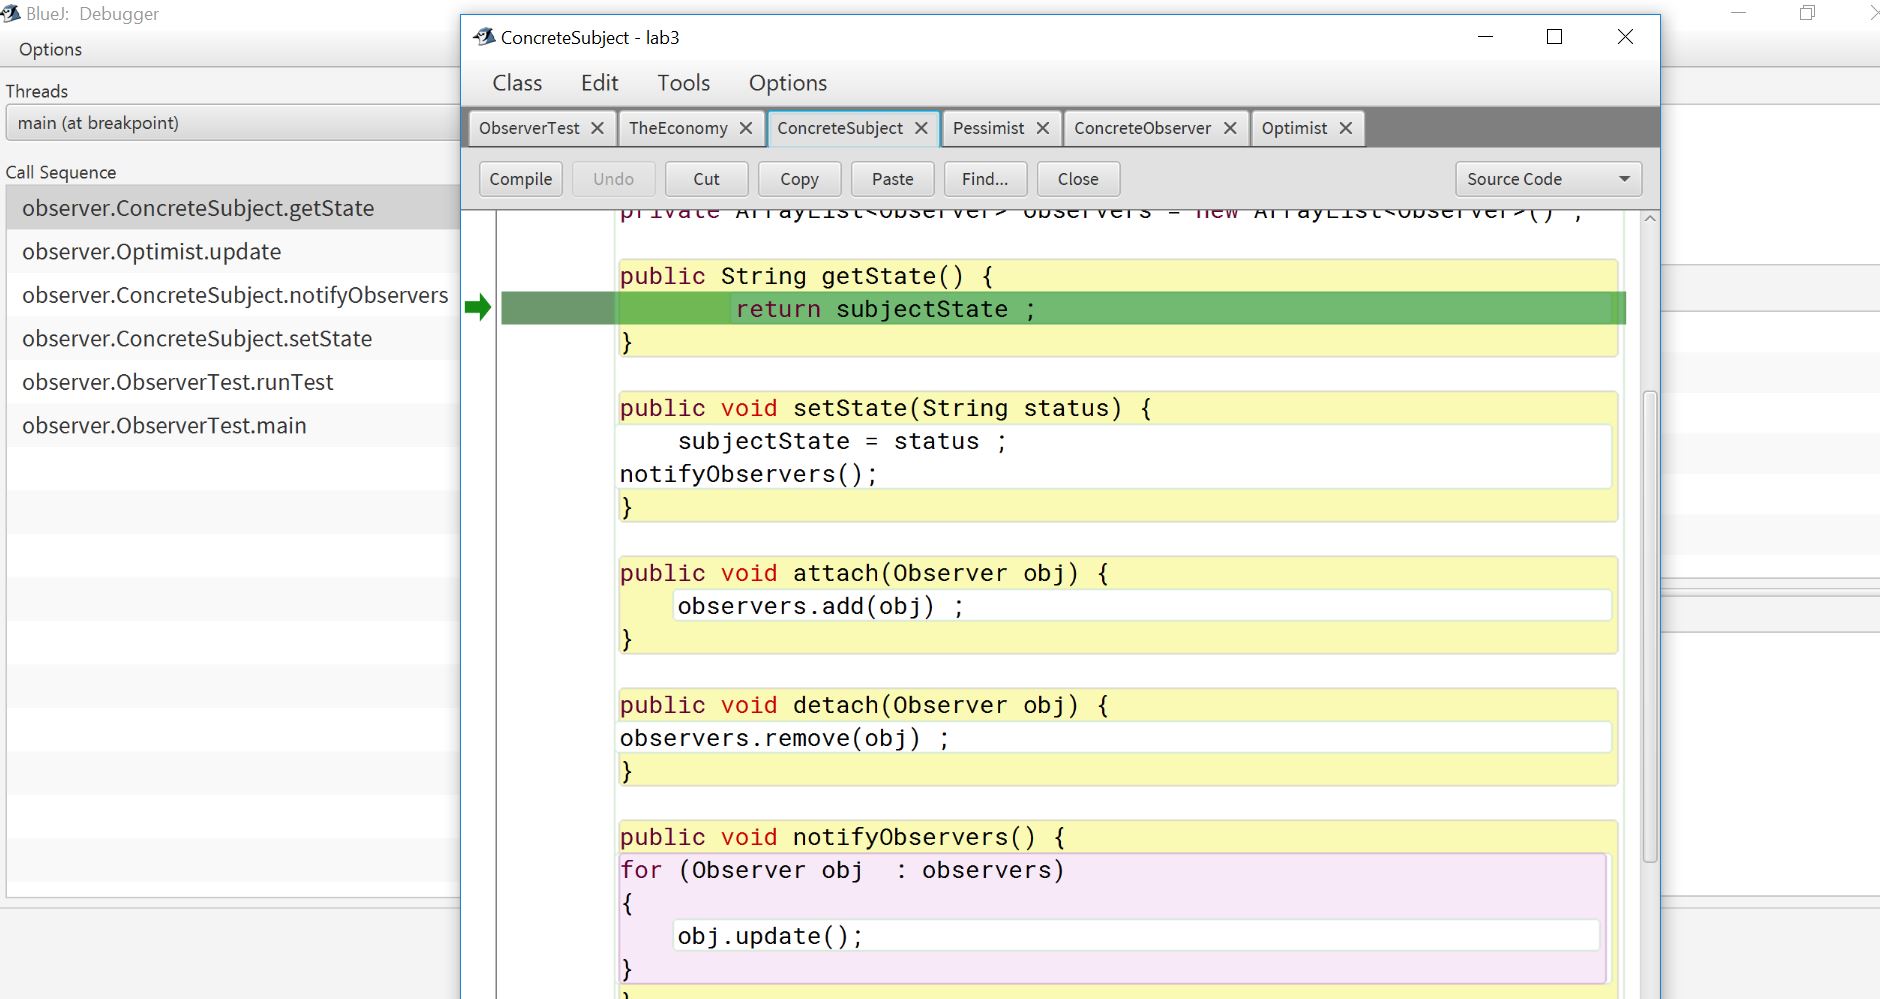 BlueJ: Debugger
Options
Threads
main (at breakpoint)
Call Sequence
observer.ConcreteSubject.getState
observer.Optimist.update
observer.ConcreteSubject.notifyObservers
observer.ConcreteSubject.setState
observer.ObserverTest.runTest
observer.ObserverTest.main
ConcreteSubject - lab3
Class Edit Tools Options
ObserverTest TheEconomy ConcreteSubject Pessimist ConcreteObserver Optimist
Compile Undo Cut Copy Paste Find... Close Source Code
private ArrayList<Observer> observers = new ArrayList<Observer>() ;
public String getState() {
return subjectState ;
}
public void setState(String status) {
subjectState = status ;
notifyObservers();
}
public void attach(Observer obj) {
observers.add(obj) ;
}
public void detach(Observer obj) {
observers.remove(obj) ;
}
public void notifyObservers() {
for (Observer obj  : observers)
{
obj.update();
}
}